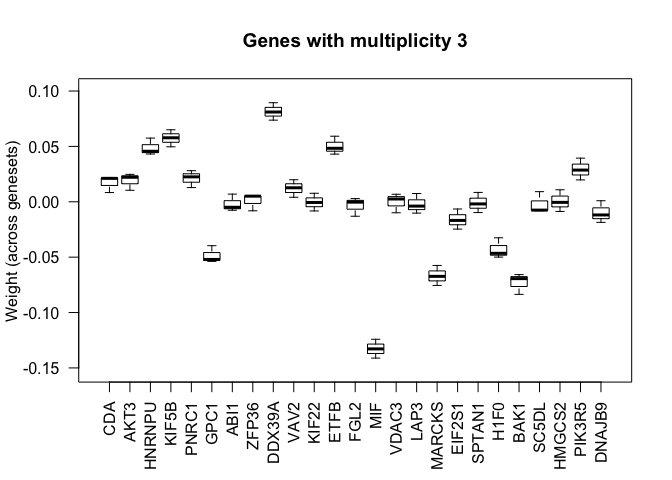 Genes with multiplicity 3
Weight (across genesets)
0.10
0.05
0.00
-0.05
-0.10
-0.15
CDA
AKT3
HNRNPU
KIF5B
PNRC1
GPC1
ABI1
ZFP36
DDX39A
VAV2
KIF22
ETFB
FGL2
MIF
VDAC3
LAP3
MARCKS
EIF2S1
SPTAN1
H1F0
BAK1
SC5DL
HMGCS2
PIK3R5
DNAJB9